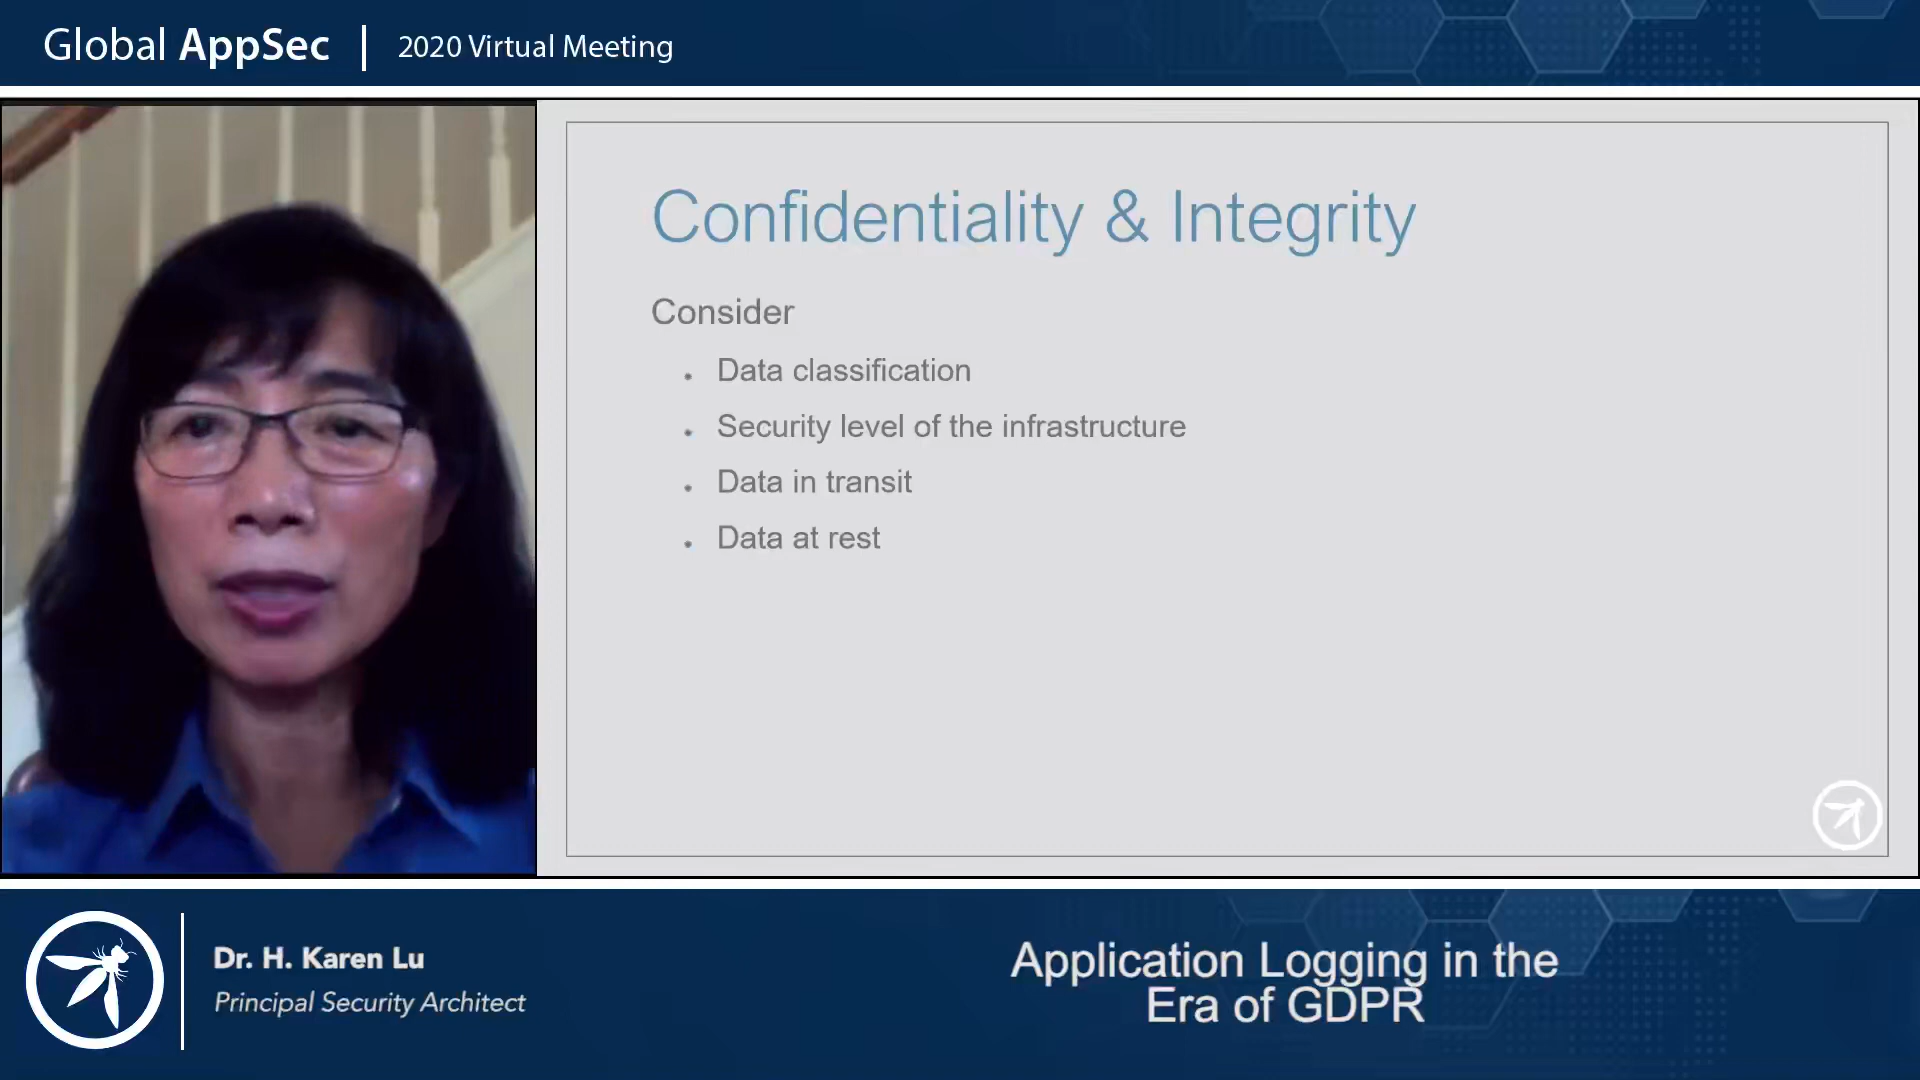 Global AppSec | 2020 Virtual Meeting
Confidentiality & Integrity
Consider
• Data classification
• Security level of the infrastructure
• Data in transit
• Data at rest
Dr. H. Karen Lu
Principal Security Architect
Application Logging in the
Era of GDPR